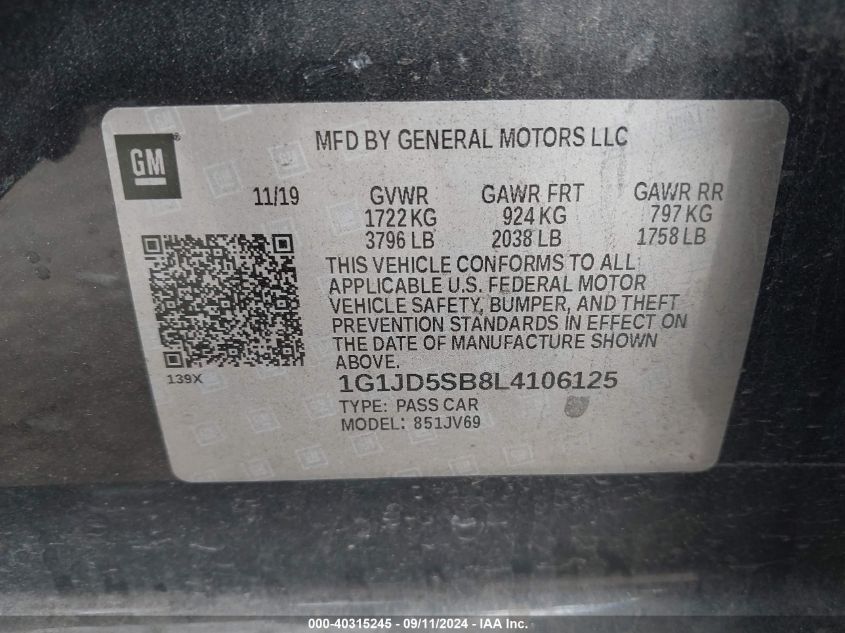 GM
®
MFD BY GENERAL MOTORS LLC
11/19
GVWR GAWR FRT GAWR RR
1722 KG 924 KG 797 KG
3796 LB 2038 LB 1758 LB
THIS VEHICLE CONFORMS TO ALL
APPLICABLE U.S. FEDERAL MOTOR
VEHICLE SAFETY, BUMPER, AND THEFT
PREVENTION STANDARDS IN EFFECT ON
THE DATE OF MANUFACTURE SHOWN
ABOVE.
139X
1G1JD5SB8L4106125
TYPE: PASS CAR
MODEL: 851JV69
000-40315245 - 09/11/2024 - IAA Inc.